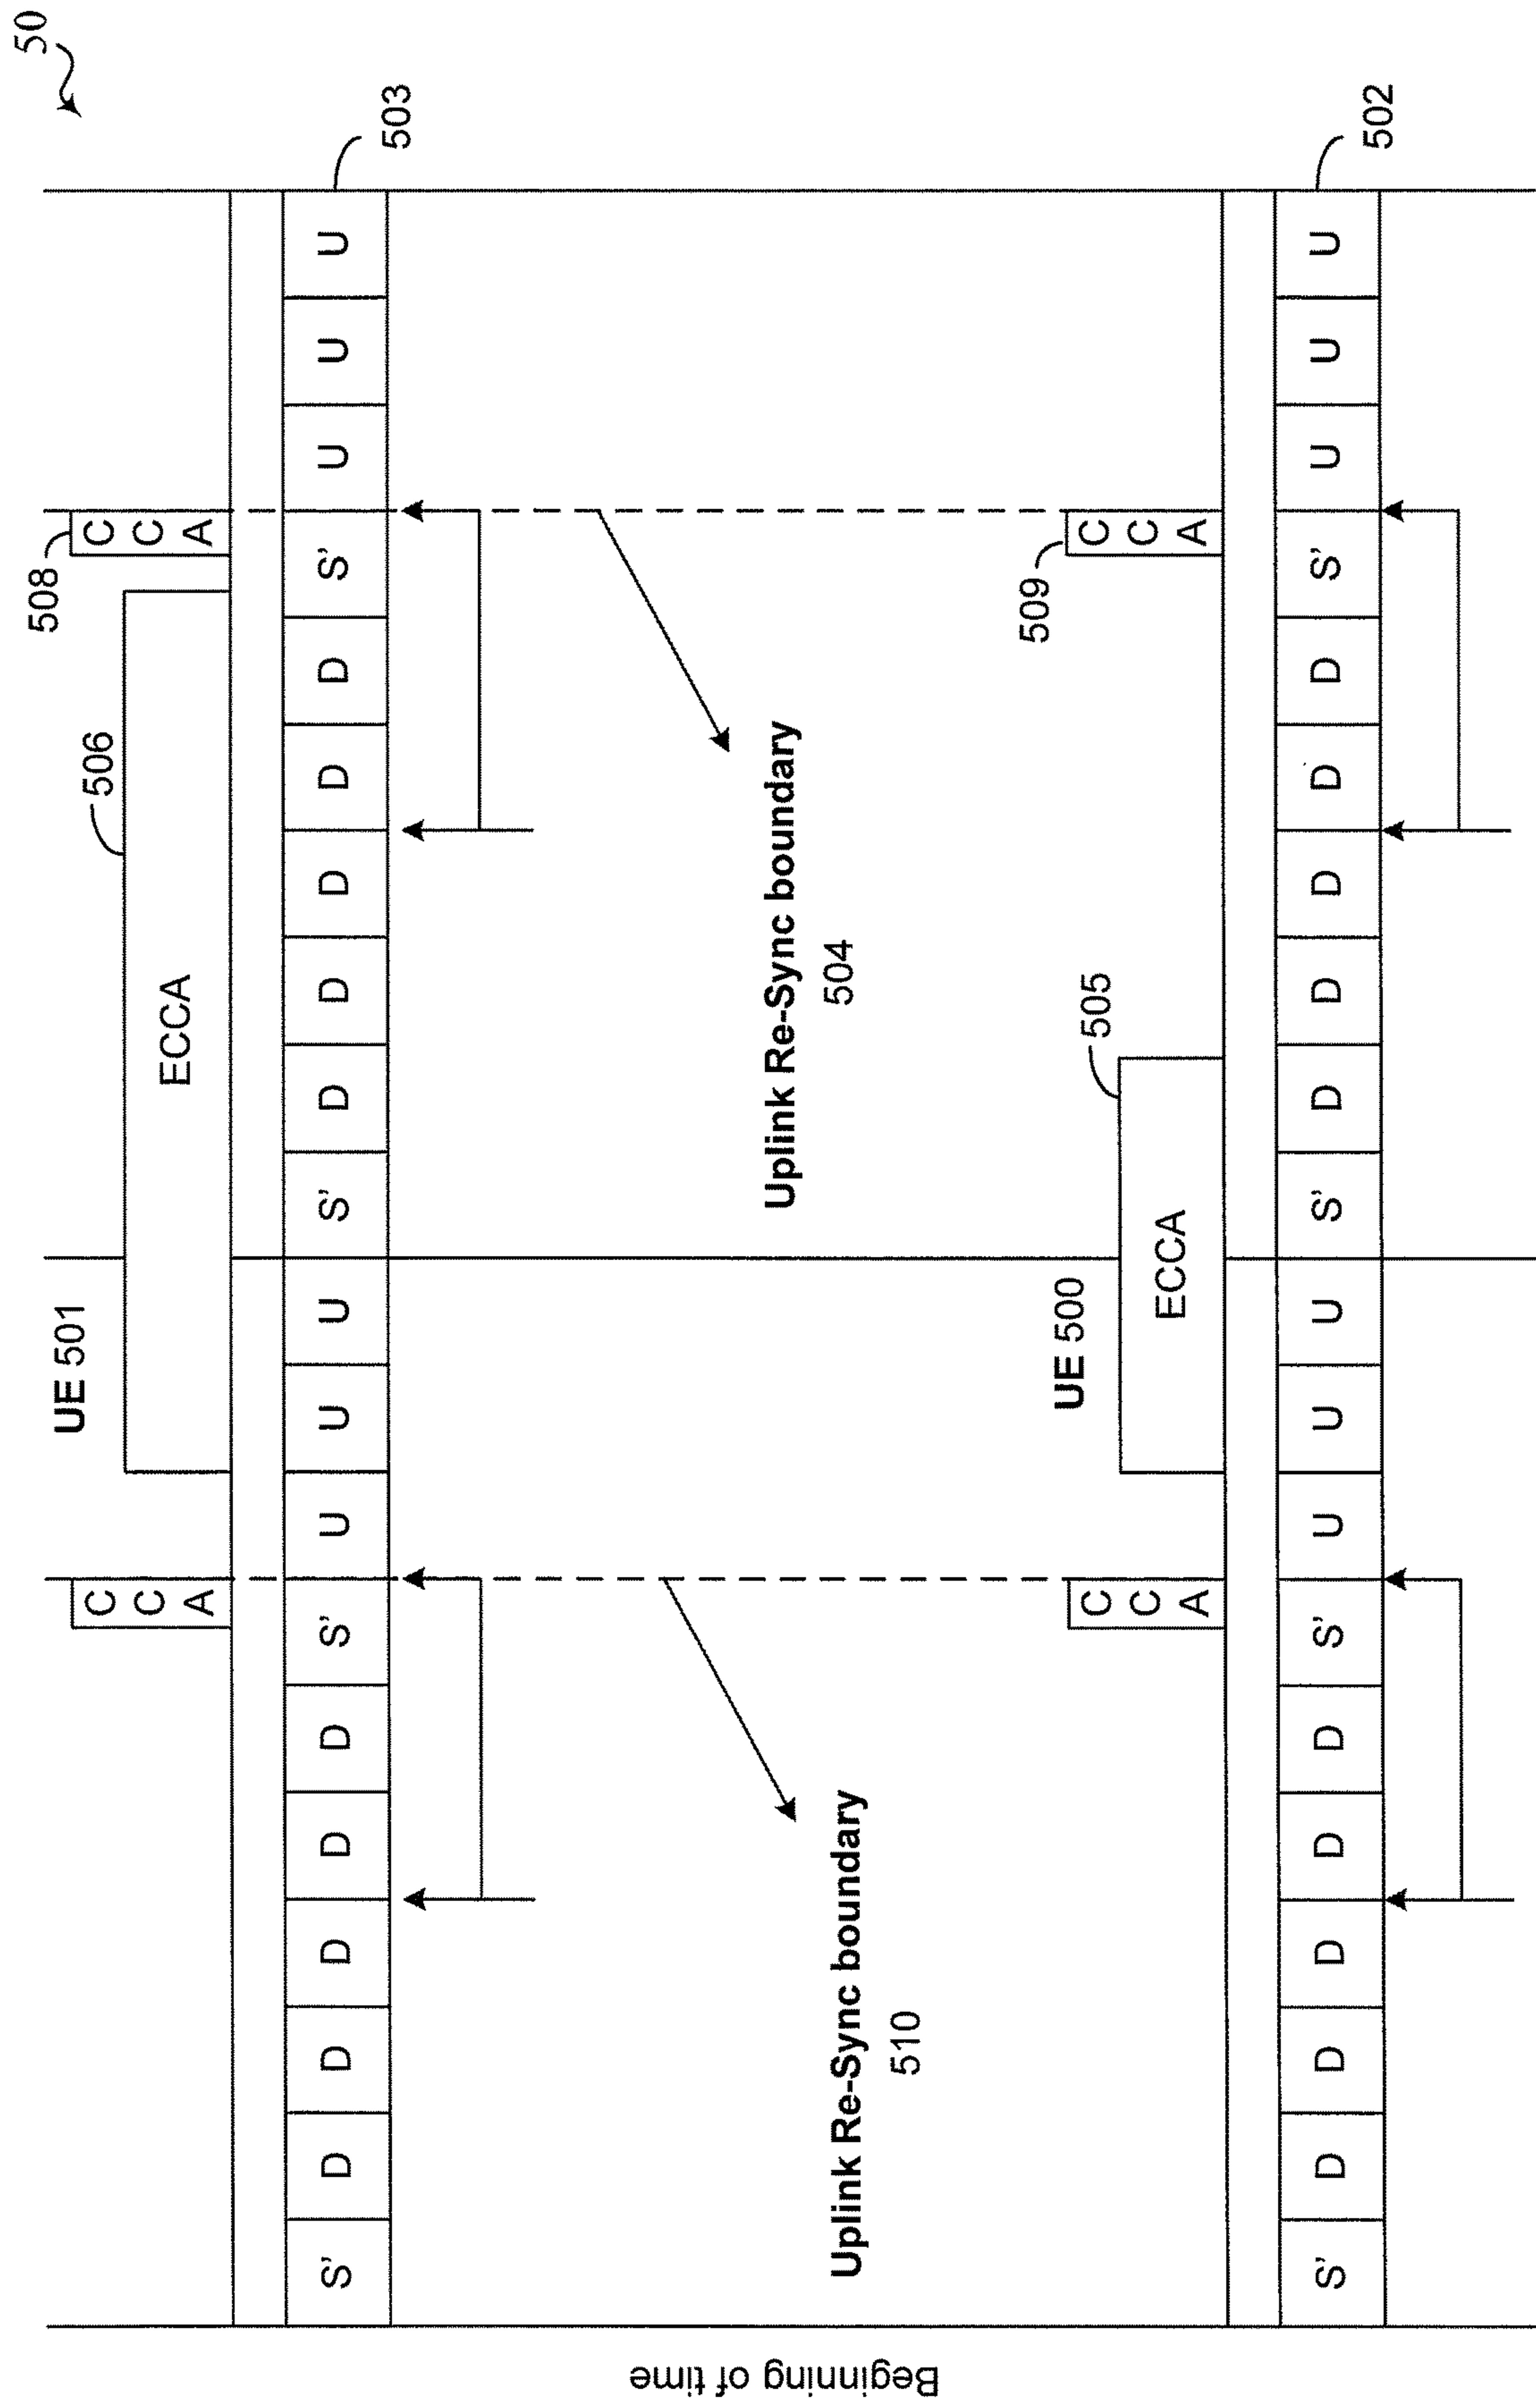 50
508
UE 501
506
CCA
CCA
ECCA
S' D D D D D S' U U U S' D D D D D S' U U U
503
Uplink Re-Sync boundary
504
Uplink Re-Sync boundary
510
Beginning of time
509
UE 500
505
CCA
CCA
ECCA
S' D D D D D S' U U U S' D D D D D S' U U U
502